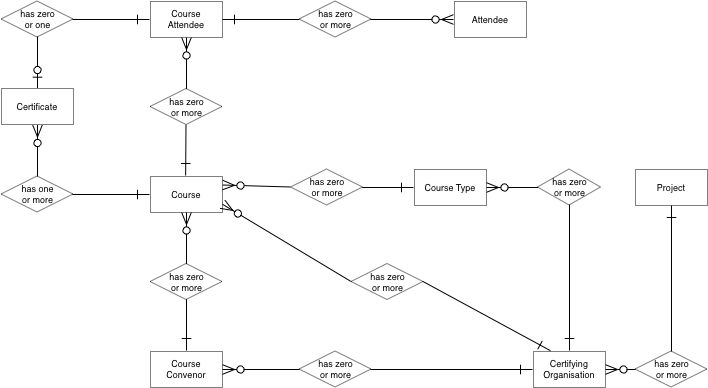 has zero
or one
Course
Attendee
has zero
or more
Attendee
Certificate
has zero
or more
has one
or more
Course
has zero
or more
Course Type
has zero
or more
Project
has zero
or more
has zero
or more
Course
Convenor
has zero
or more
Certifying
Organisation
has zero
or more